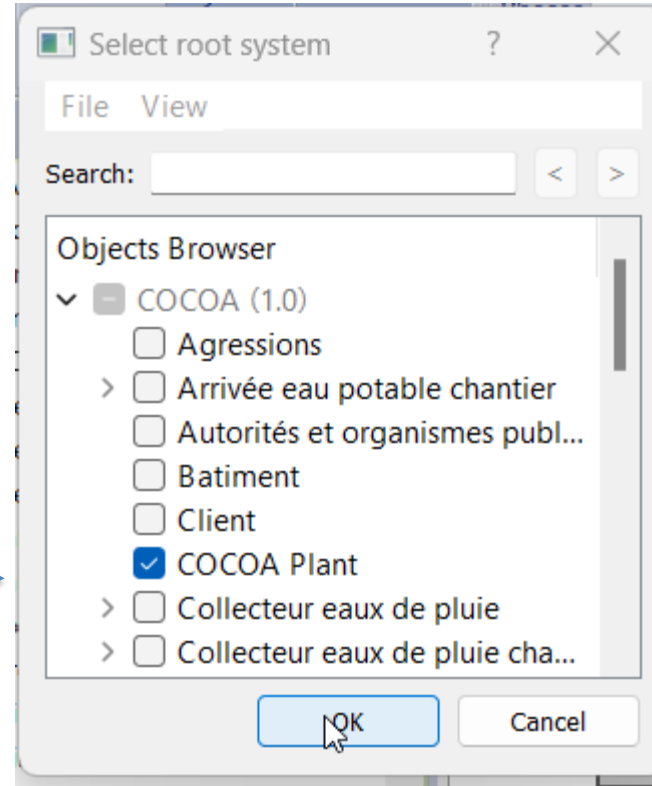 Select root system
File View
Search:
< >
Objects Browser
COCOA (1.0)
Agressions
Arrivée eau potable chantier
Autorités et organismes publ...
Batiment
Client
COCOA Plant
Collecteur eaux de pluie
Collecteur eaux de pluie cha...
OK Cancel